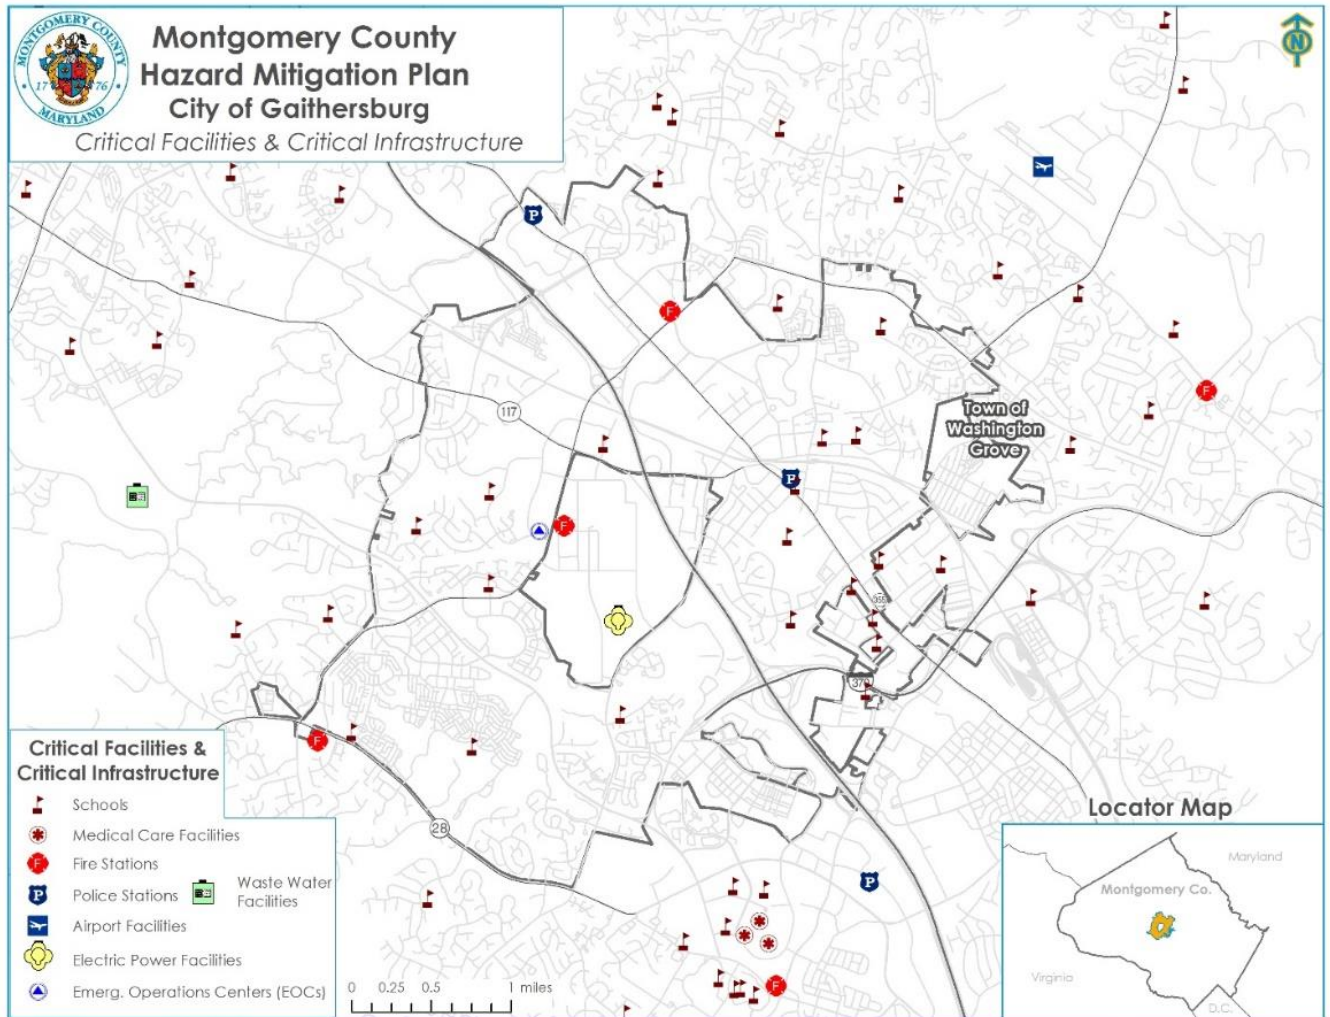 MONTGOMERY COUNTY
17 76
MARYLAND
Montgomery County
Hazard Mitigation Plan
City of Gaithersburg
Critical Facilities & Critical Infrastructure
N
P
F
F
117
Town of
Washington
Grove
P
F
355
370
F
28
P
F
Critical Facilities &
Critical Infrastructure
Schools
Medical Care Facilities
F Fire Stations
P Police Stations
Waste Water
Facilities
Airport Facilities
Electric Power Facilities
Emerg. Operations Centers (EOCs)
0 0.25 0.5 1 miles
Locator Map
Maryland
Montgomery Co.
Virginia
D.C.